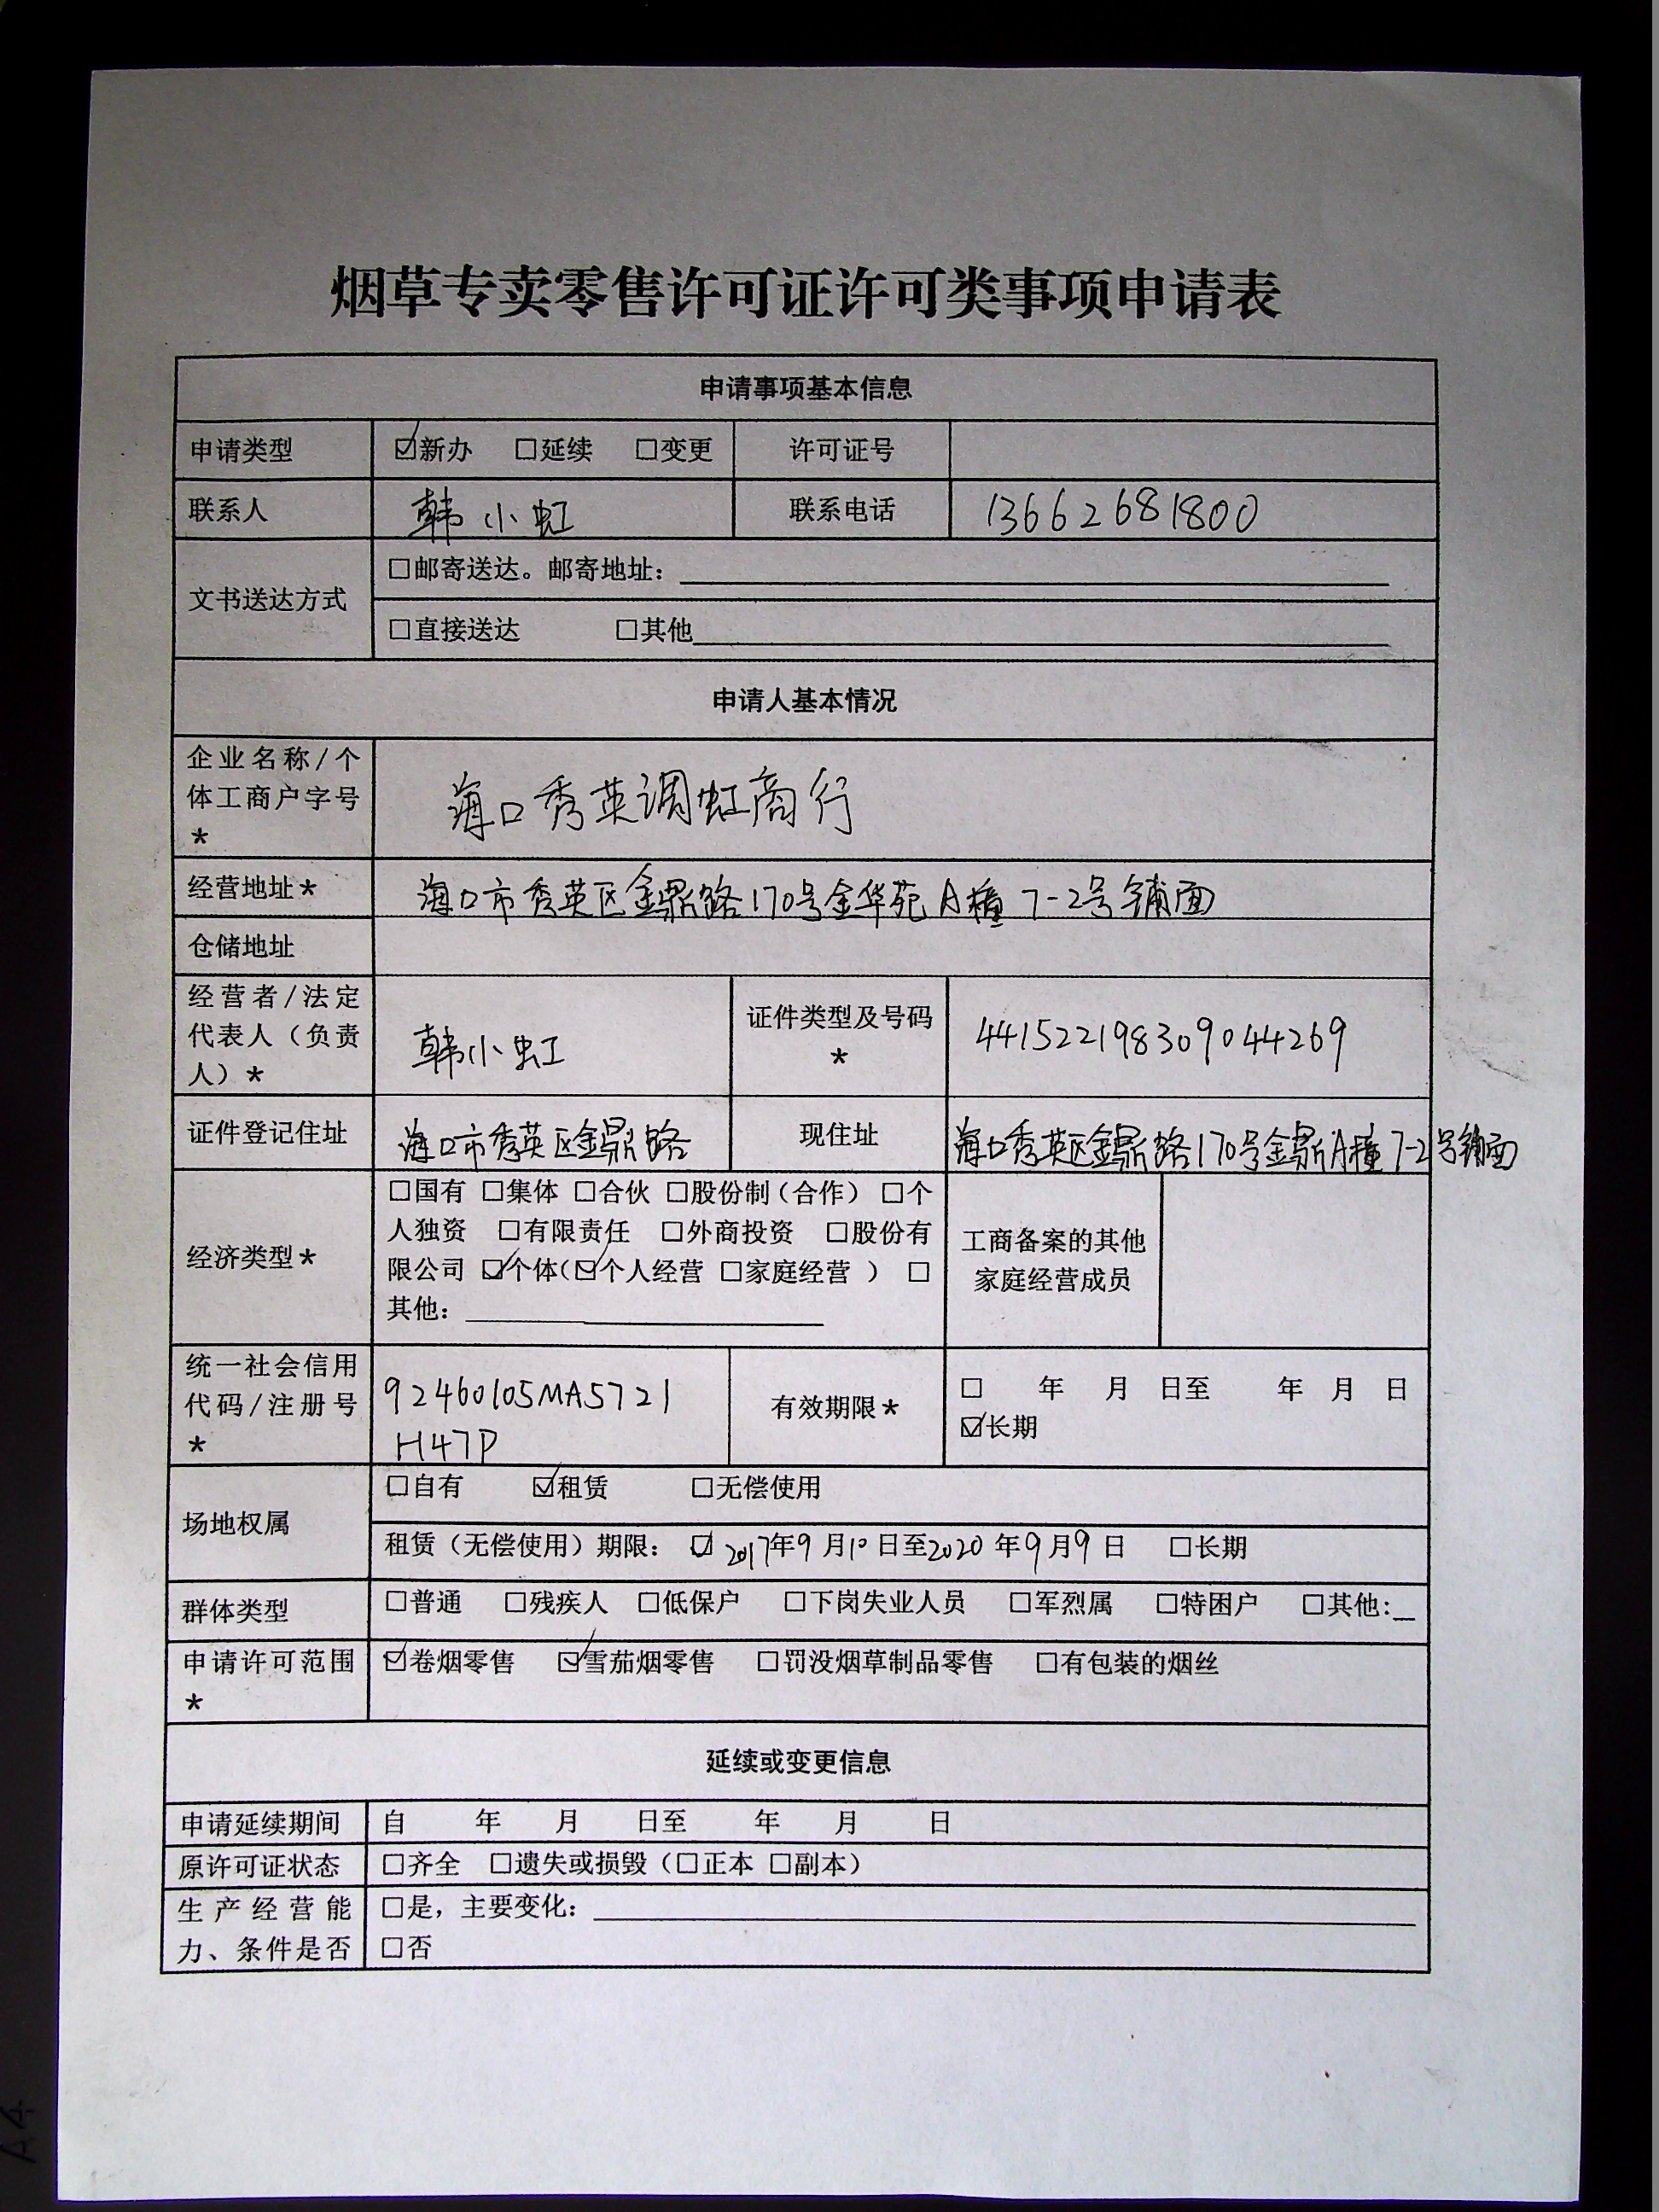 烟草专卖零售许可证许可类事项申请表
申请事项基本信息
申请类型 ☑新办 □延续 □变更 许可证号
联系人 韩小虹 联系电话 13662681800
文书送达方式 □邮寄送达。邮寄地址：
□直接送达 □其他
申请人基本情况
企业名称/个
体工商户字号
*
海口秀英调虹商行
经营地址* 海口市秀英区金鼎路170号金华苑A幢7-2号铺面
仓储地址
经营者/法定
代表人（负责
人）*
韩小虹
证件类型及号码
*
441522198309044269
证件登记住址 海口市秀英区金鼎路 现住址 海口秀英区金鼎路170号金鼎A幢7-2号铺面
经济类型*
□国有 □集体 □合伙 □股份制（合作） □个
人独资 □有限责任 □外商投资 □股份有
限公司 ☑个体（☑个人经营 □家庭经营 ） □
其他：
工商备案的其他
家庭经营成员
统一社会信用
代码/注册号
*
92460105MA5721
H47P
有效期限*
□ 年 月 日至 年 月 日
☑长期
场地权属 □自有 ☑租赁 □无偿使用
租赁（无偿使用）期限： ☑ 2017年9月10日至2020年9月9日 □长期
群体类型 □普通 □残疾人 □低保户 □下岗失业人员 □军烈属 □特困户 □其他:
申请许可范围
*
☑卷烟零售 ☑雪茄烟零售 □罚没烟草制品零售 □有包装的烟丝
延续或变更信息
申请延续期间 自 年 月 日至 年 月 日
原许可证状态 □齐全 □遗失或损毁（□正本 □副本）
生产经营能
力、条件是否
□是，主要变化：
□否
A4